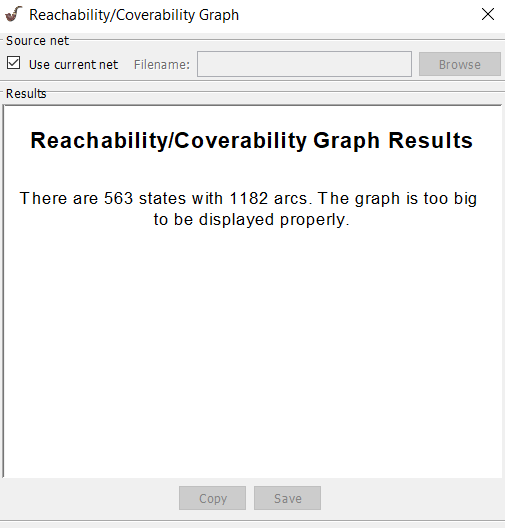 Reachability/Coverability Graph
Source net
Use current net Filename: Browse
Results
Reachability/Coverability Graph Results
There are 563 states with 1182 arcs. The graph is too big
to be displayed properly.
Copy Save